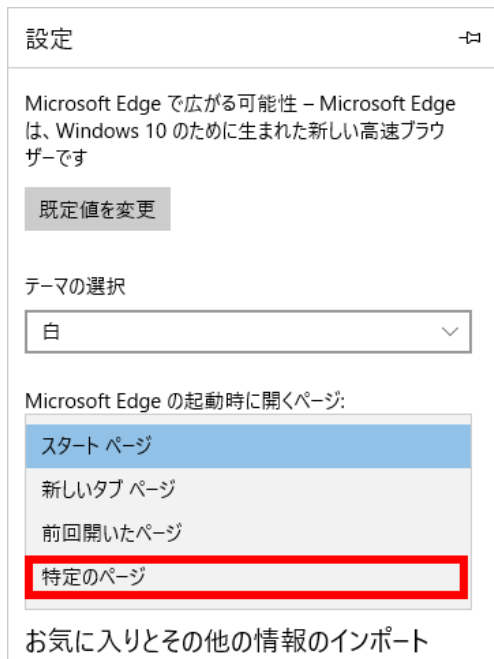 設定
Microsoft Edge で広がる可能性 – Microsoft Edge
は、Windows 10 のために生まれた新しい高速ブラウ
ザーです
既定値を変更
テーマの選択
白
Microsoft Edge の起動時に開くページ:
スタート ページ
新しいタブ ページ
前回開いたページ
特定のページ
お気に入りとその他の情報のインポート